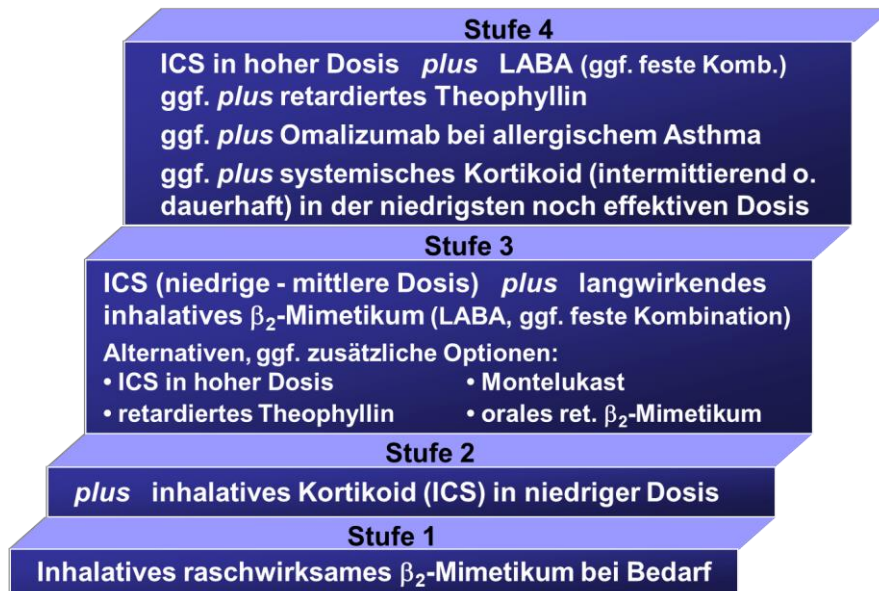 Stufe 4
ICS in hoher Dosis plus LABA (ggf. feste Komb.)
ggf. plus retardiertes Theophyllin
ggf. plus Omalizumab bei allergischem Asthma
ggf. plus systemisches Kortikoid (intermittierend o.
dauerhaft) in der niedrigsten noch effektiven Dosis
Stufe 3
ICS (niedrige - mittlere Dosis) plus langwirkendes
inhalatives β₂-Mimetikum (LABA, ggf. feste Kombination)
Alternativen, ggf. zusätzliche Optionen:
• ICS in hoher Dosis • Montelukast
• retardiertes Theophyllin • orales ret. β₂-Mimetikum
Stufe 2
plus inhalatives Kortikoid (ICS) in niedriger Dosis
Stufe 1
Inhalatives raschwirksames β₂-Mimetikum bei Bedarf